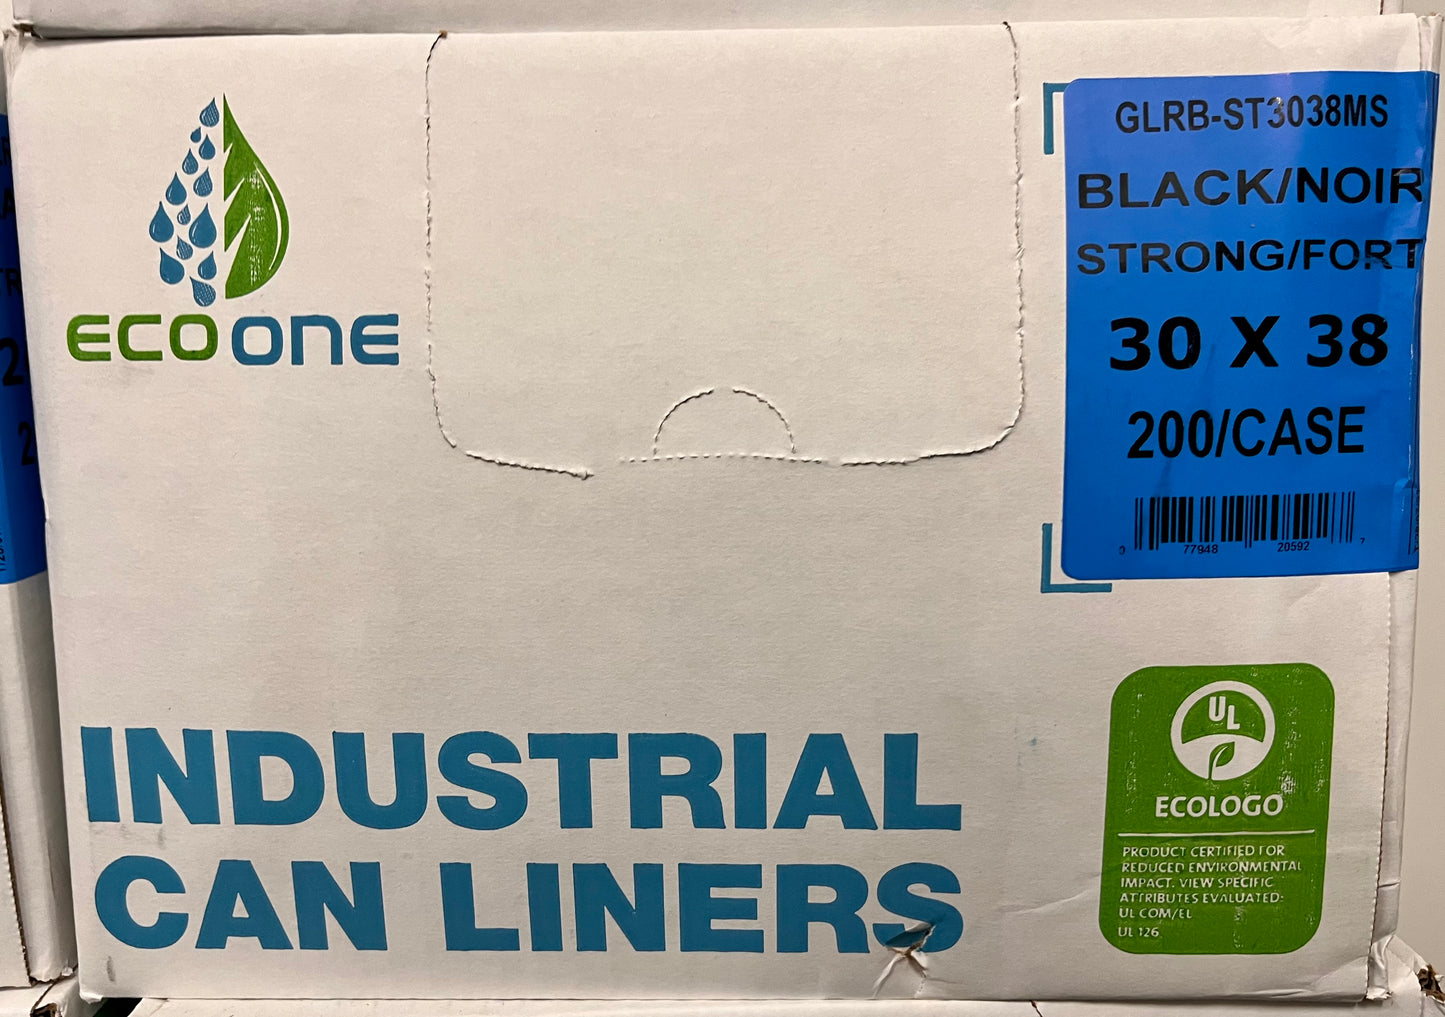 ECO ONE
GLRB-ST3038MS
BLACK/NOIR
STRONG/FORT
30 X 38
200/CASE
0 77948 20592 7
INDUSTRIAL
CAN LINERS
UL
ECOLOGO
PRODUCT CERTIFIED FOR
REDUCED ENVIRONMENTAL
IMPACT. VIEW SPECIFIC
ATTRIBUTES EVALUATED:
UL COM/EL
UL 126